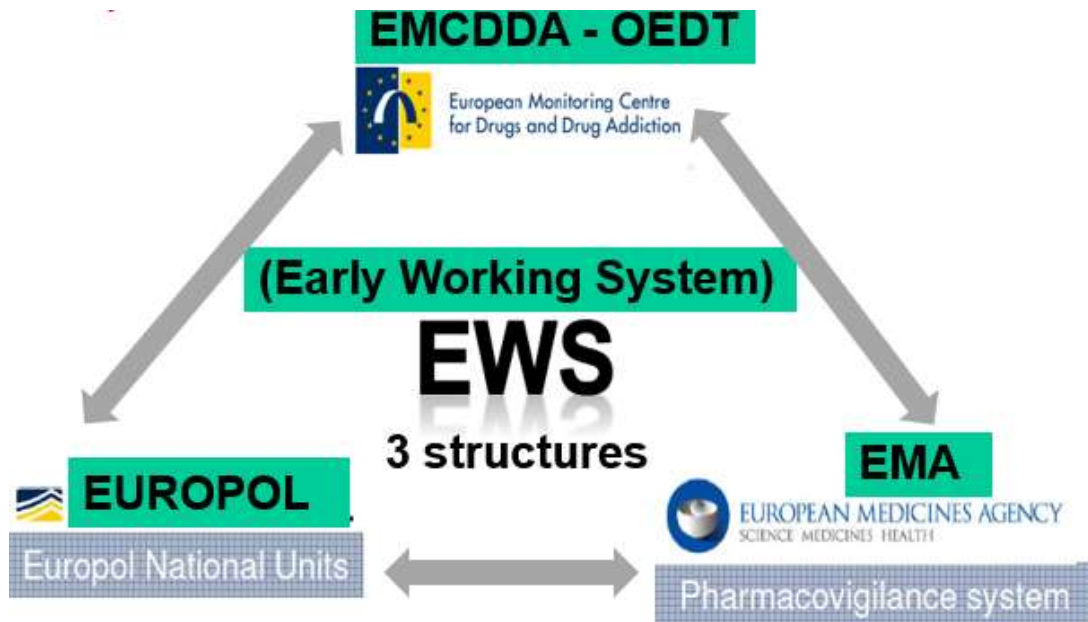 EMCDDA - OEDT
European Monitoring Centre
for Drugs and Drug Addiction
(Early Working System)
EWS
3 structures
EUROPOL
Europol National Units
EMA
EUROPEAN MEDICINES AGENCY
SCIENCE MEDICINES HEALTH
Pharmacovigilance system